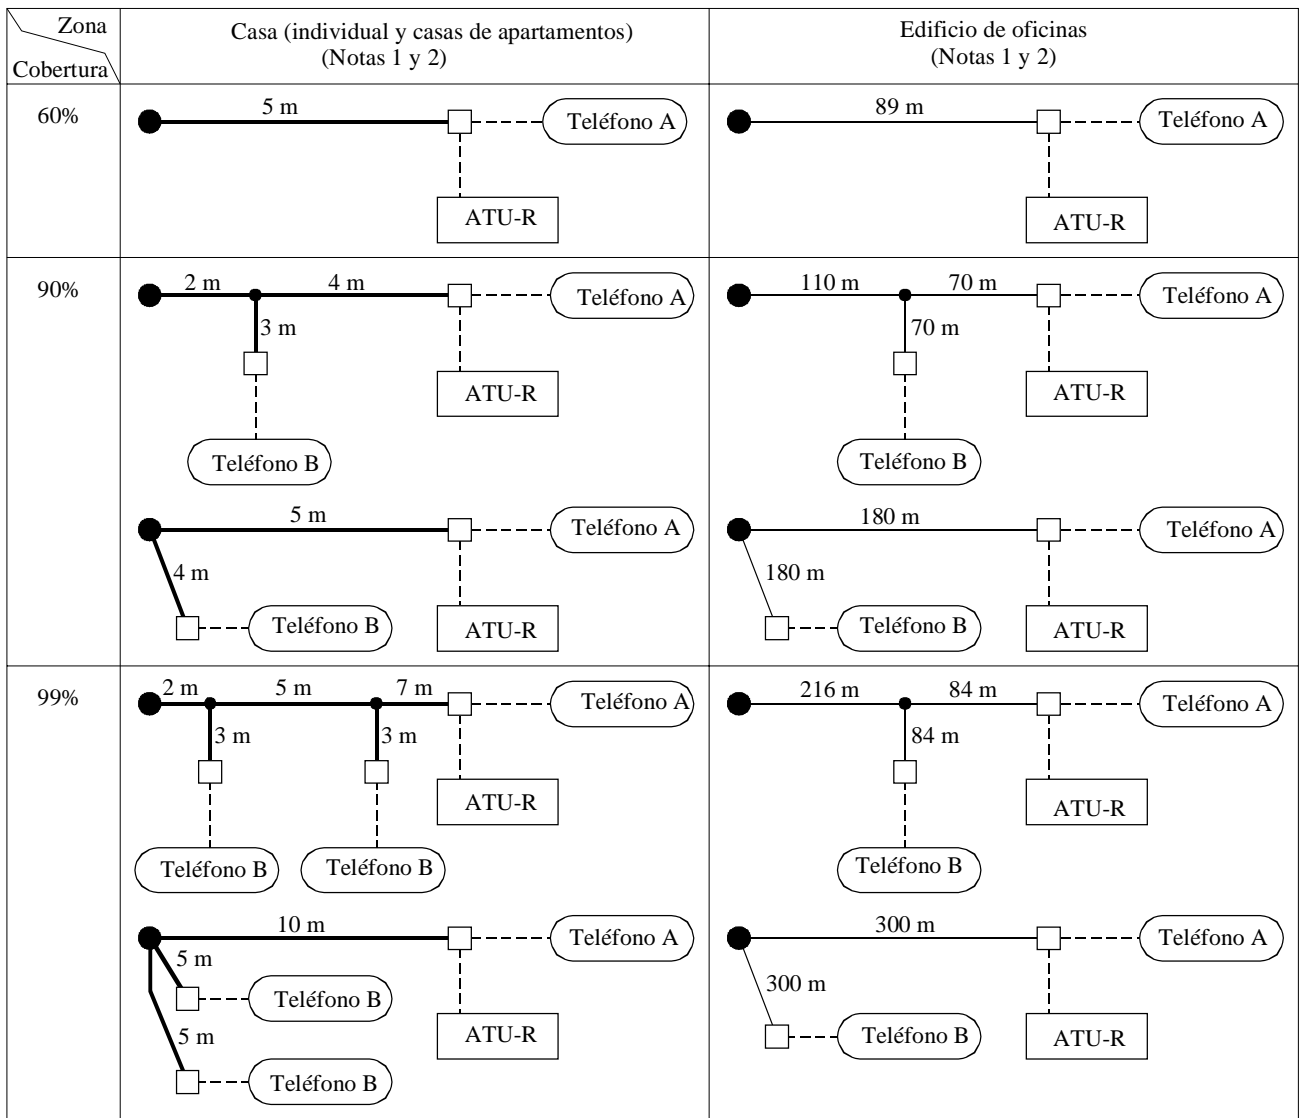 Zona
Cobertura
Casa (individual y casas de apartamentos)
(Notas 1 y 2)
Edificio de oficinas
(Notas 1 y 2)
60%
5 m
Teléfono A
ATU-R
89 m
Teléfono A
ATU-R
90%
2 m
4 m
Teléfono A
3 m
ATU-R
Teléfono B
110 m
70 m
Teléfono A
70 m
ATU-R
Teléfono B
5 m
Teléfono A
4 m
Teléfono B
ATU-R
180 m
Teléfono A
180 m
Teléfono B
ATU-R
99%
2 m
5 m
7 m
Teléfono A
3 m
3 m
ATU-R
Teléfono B
Teléfono B
216 m
84 m
Teléfono A
84 m
ATU-R
Teléfono B
10 m
Teléfono A
5 m
Teléfono B
5 m
ATU-R
Teléfono B
300 m
Teléfono A
300 m
Teléfono B
ATU-R